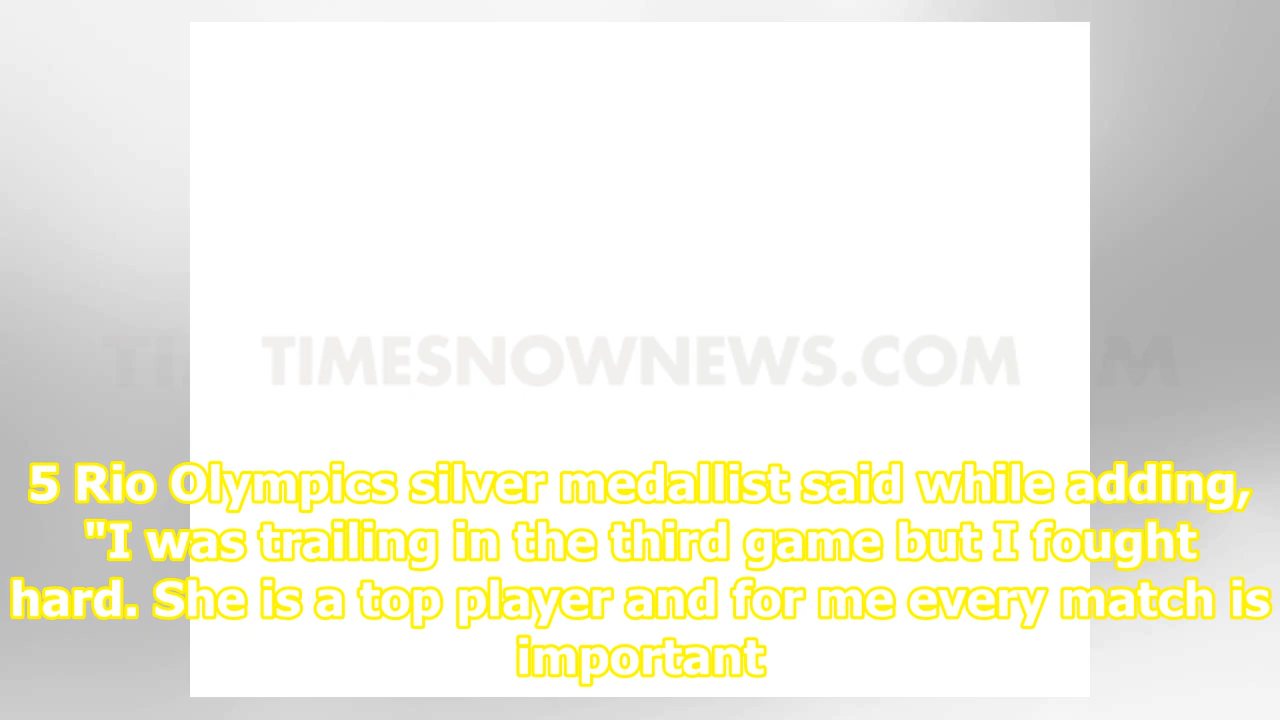 TIMESNOWNEWS.COM
5 Rio Olympics silver medallist said while adding,
"I was trailing in the third game but I fought
hard. She is a top player and for me every match is
important